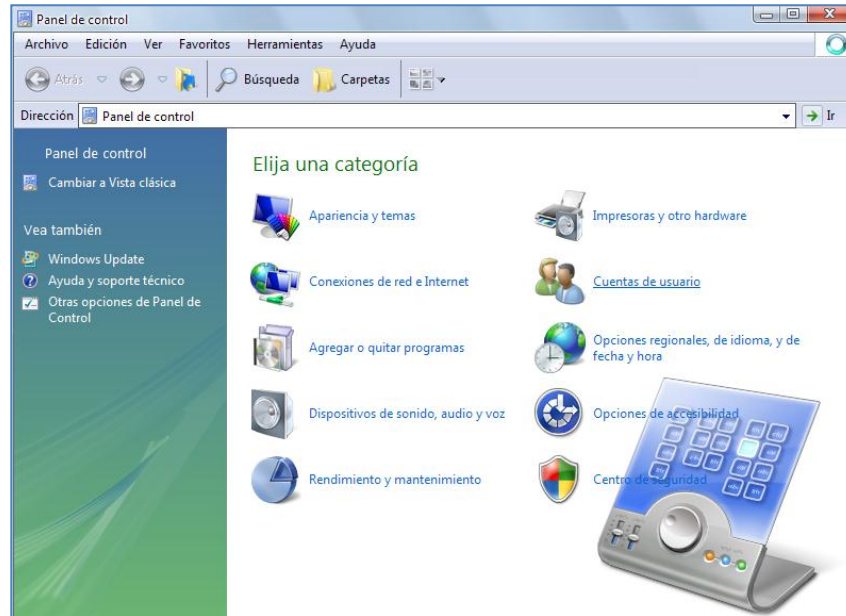 Panel de control
Archivo Edición Ver Favoritos Herramientas Ayuda
Atrás Búsqueda Carpetas
Dirección Panel de control Ir
Panel de control
Cambiar a Vista clásica
Vea también
Windows Update
Ayuda y soporte técnico
Otras opciones de Panel de
Control
Elija una categoría
Apariencia y temas
Impresoras y otro hardware
Conexiones de red e Internet
Cuentas de usuario
Agregar o quitar programas
Opciones regionales, de idioma, y de
fecha y hora
Dispositivos de sonido, audio y voz
Opciones de accesibilidad
Rendimiento y mantenimiento
Centro de seguridad